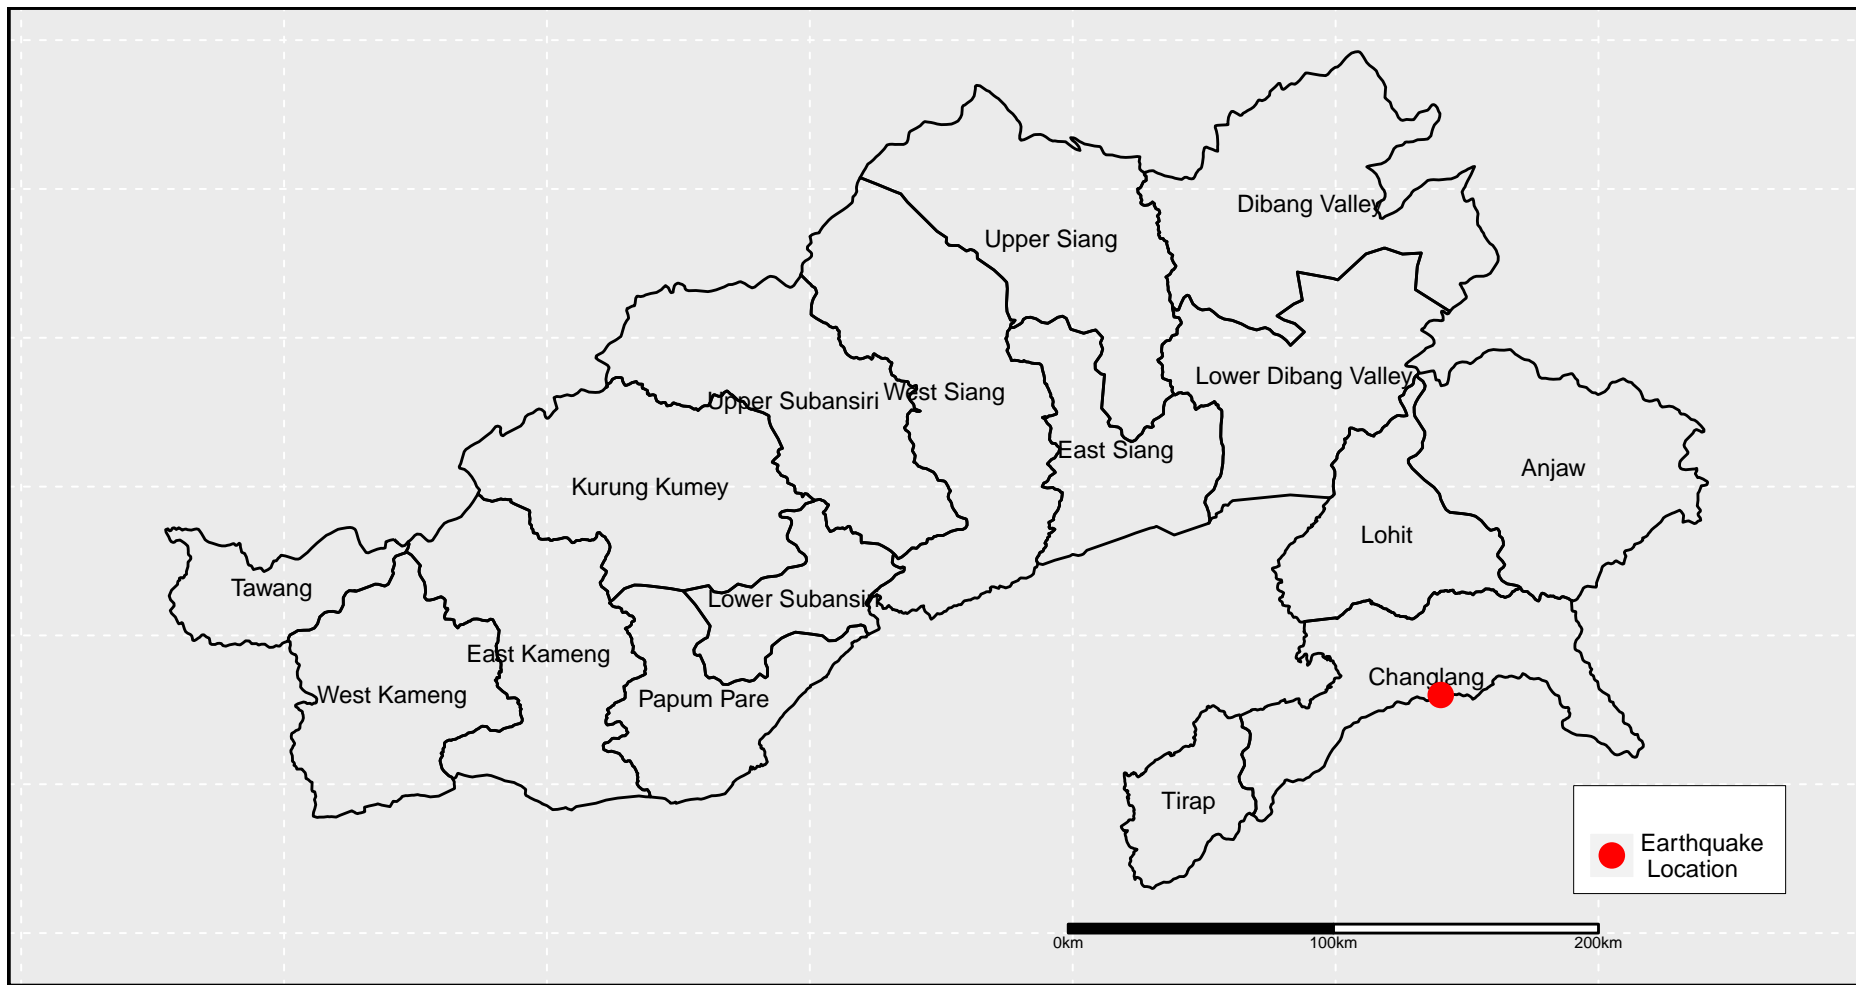 Dibang Valley
Upper Siang
Lower Dibang Valley
Upper Subansiri
West Siang
East Siang
Anjaw
Kurung Kumey
Lohit
Tawang
Lower Subansiri
East Kameng
West Kameng
Papum Pare
Changlang
Tirap
Earthquake
Location
0km
100km
200km